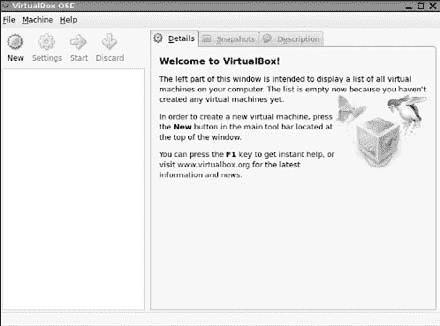 VirtualBox OSE
File Machine Help
New Settings Start Discard
Details Snapshots Description
Welcome to VirtualBox!
The left part of this window is intended to display a list of all virtual
machines on your computer. The list is empty now because you haven't
created any virtual machines yet.
In order to create a new virtual machine, press
the New button in the main tool bar located at
the top of the window.
You can press the F1 key to get instant help, or
visit www.virtualbox.org for the latest
information and news.